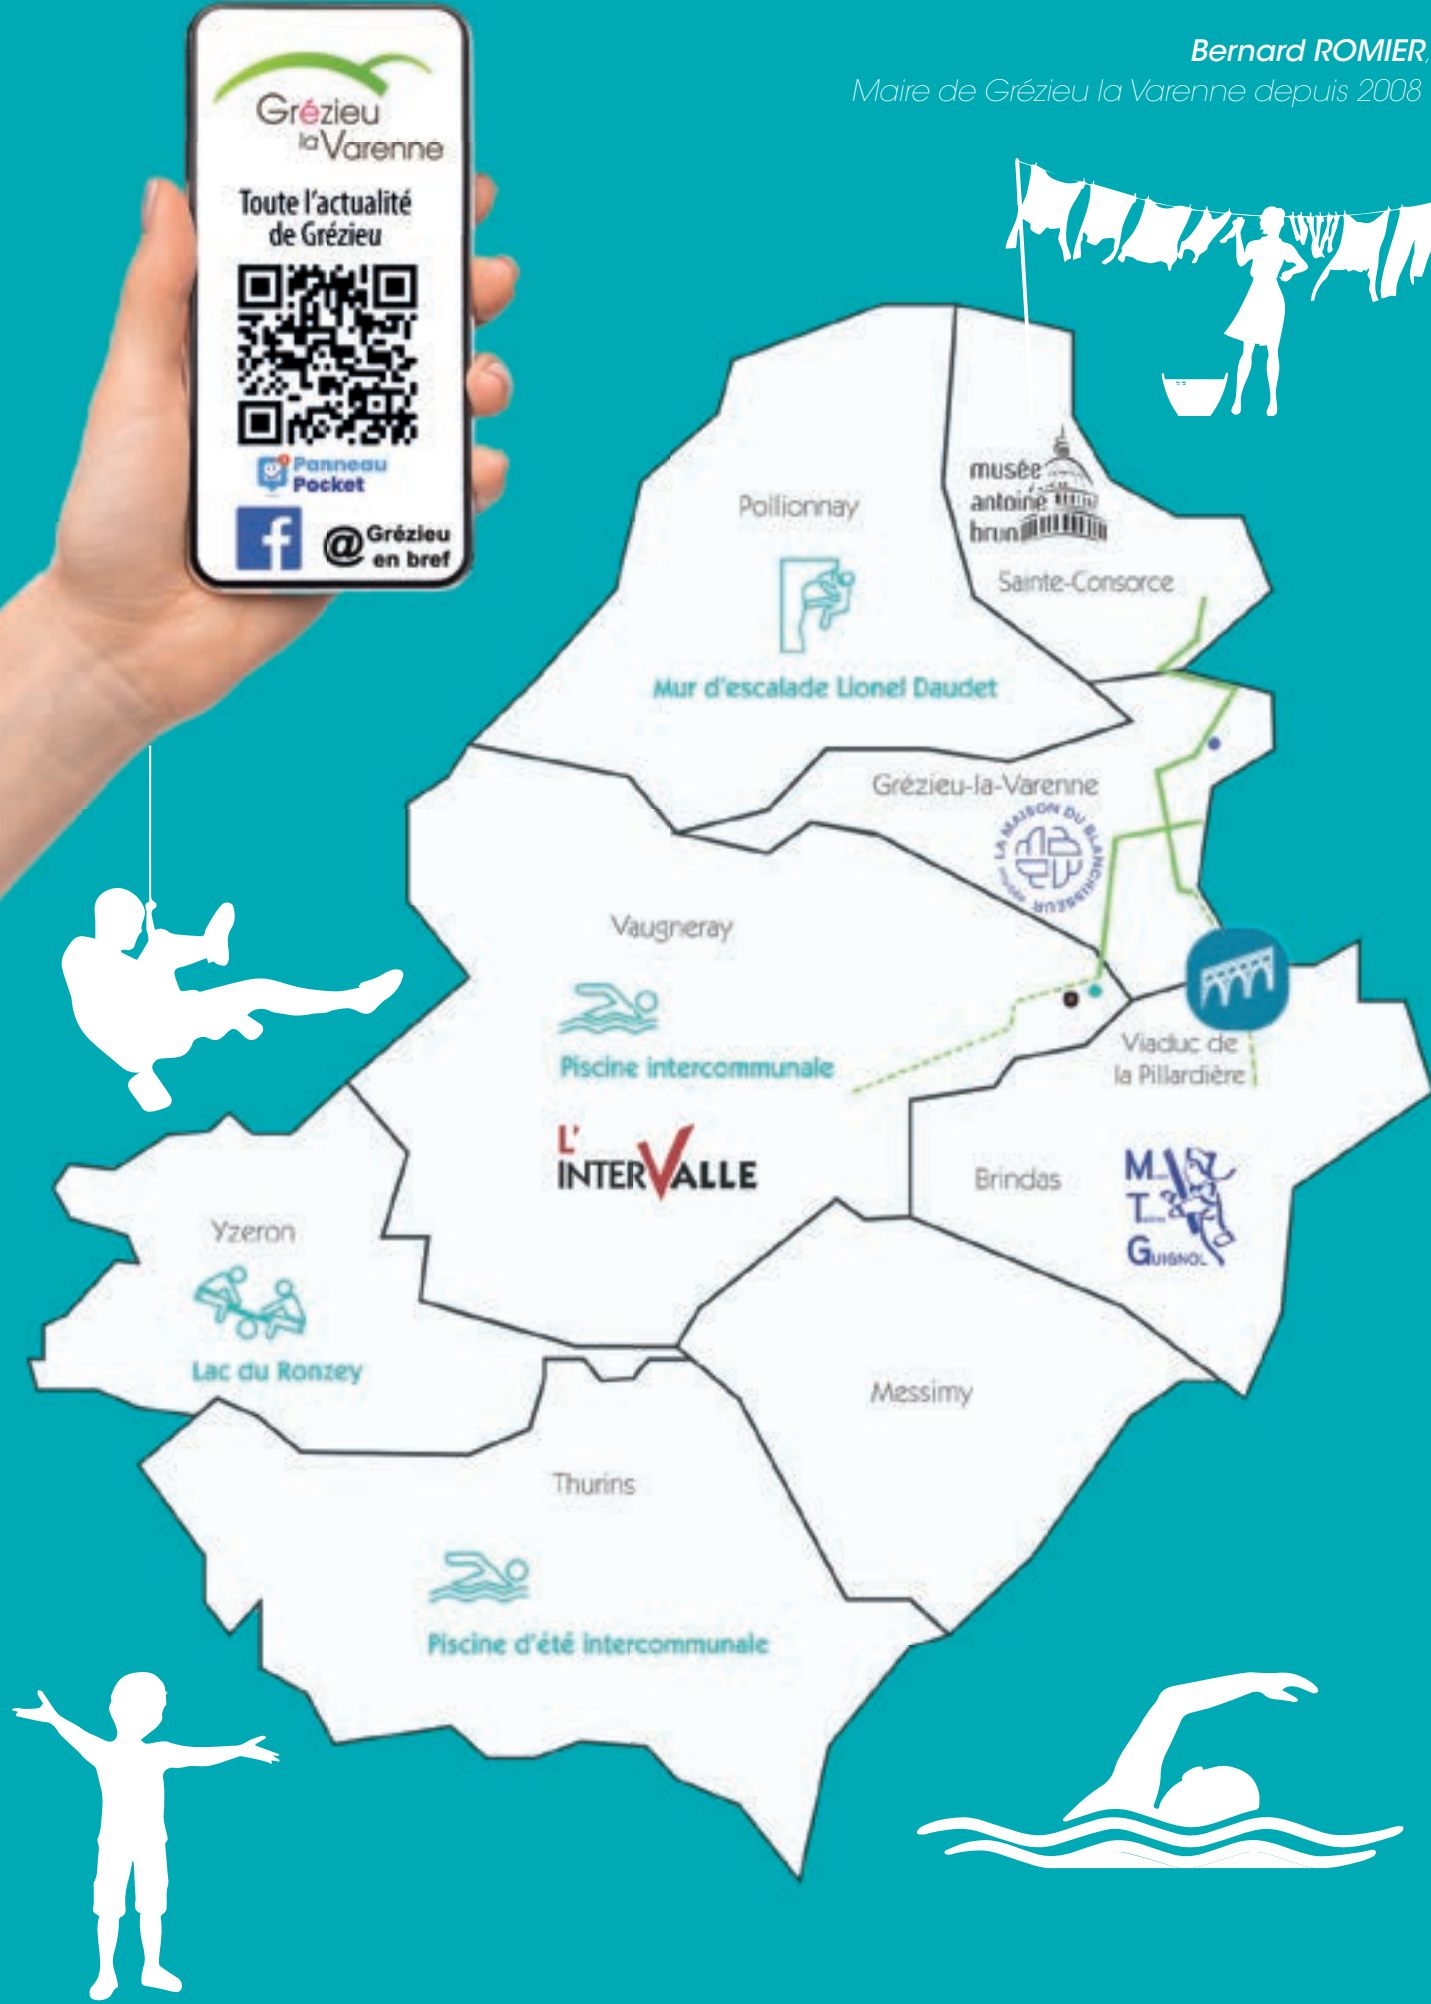 Bernard ROMIER,
Maire de Grézieu la Varenne depuis 2008
Grézieu
la Varenne
Toute l'actualité
de Grézieu
Panneau
Pocket
f
@ Grézieu
en bref
musée
antoine
brun
Pollionnay
Sainte-Consorce
Mur d'escalade Lionel Daudet
Grézieu-la-Varenne
LA MAISON DU BLANCHISSEUR
Vaugneray
Piscine intercommunale
Viaduc de
la Pillardière
L'
INTERVALLE
Brindas
M
T
GUIGNOL
Yzeron
Lac du Ronzey
Messimy
Thurins
Piscine d'été intercommunale